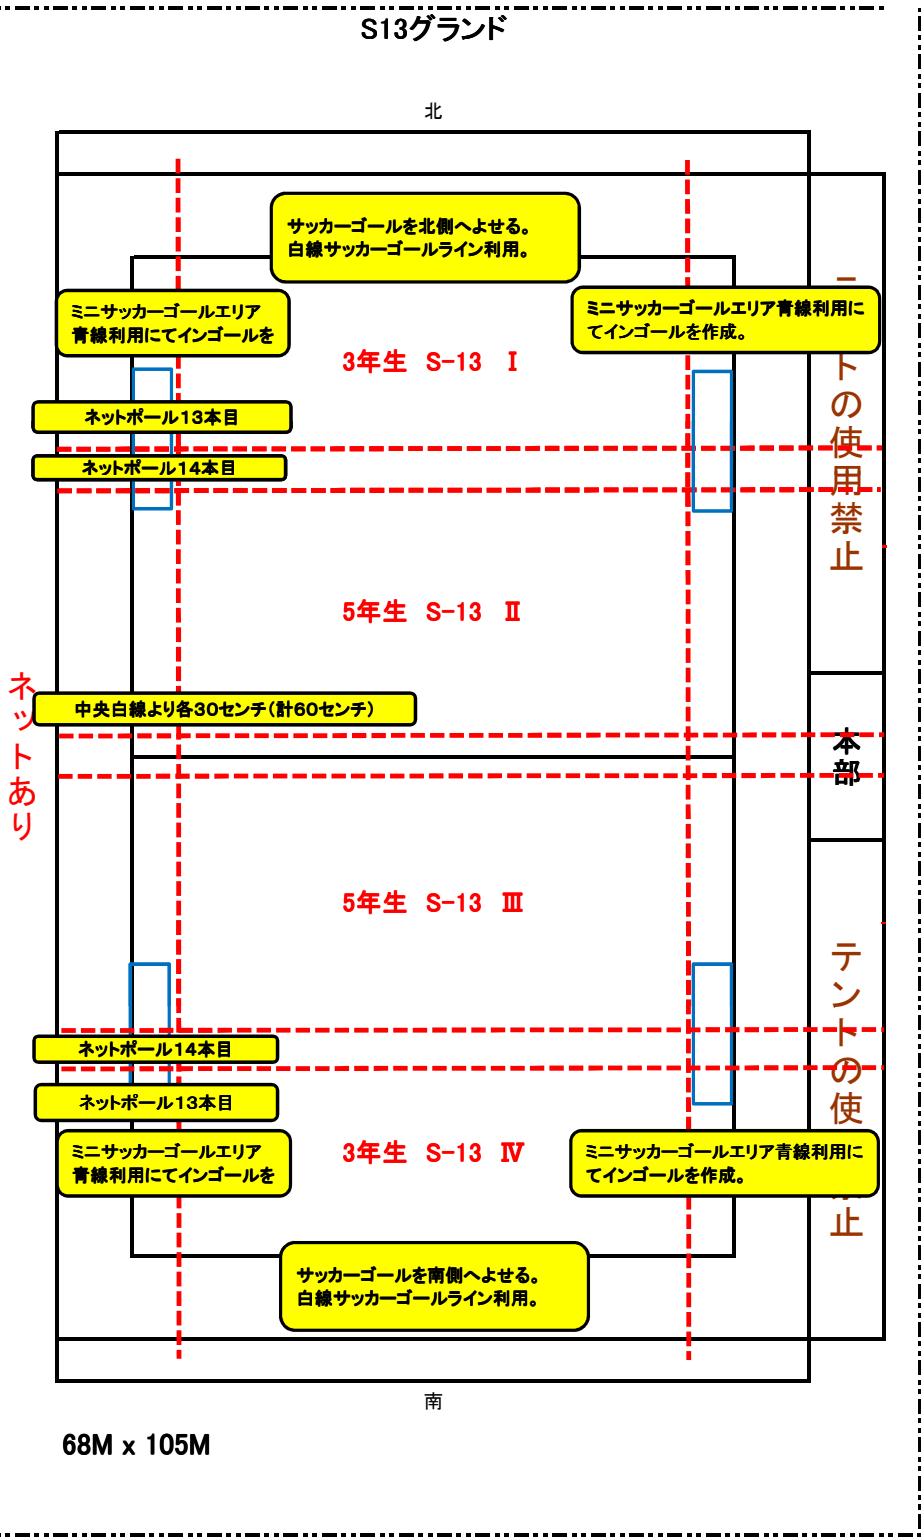 S13グランド
北
サッカーゴールを北側へよせる。
白線サッカーゴールライン利用。
ミニサッカーゴールエリア
青線利用にてインゴールを
ミニサッカーゴールエリア青線利用に
てインゴールを作成。
3年生 S-13 Ⅰ
トの使用禁止
ネットポール13本目
ネットポール14本目
5年生 S-13 Ⅱ
ネットあり
中央白線より各30センチ(計60センチ)
本部
5年生 S-13 Ⅲ
テントの使
止
ネットポール14本目
ネットポール13本目
ミニサッカーゴールエリア
青線利用にてインゴールを
3年生 S-13 Ⅳ
ミニサッカーゴールエリア青線利用に
てインゴールを作成。
サッカーゴールを南側へよせる。
白線サッカーゴールライン利用。
南
68M x 105M